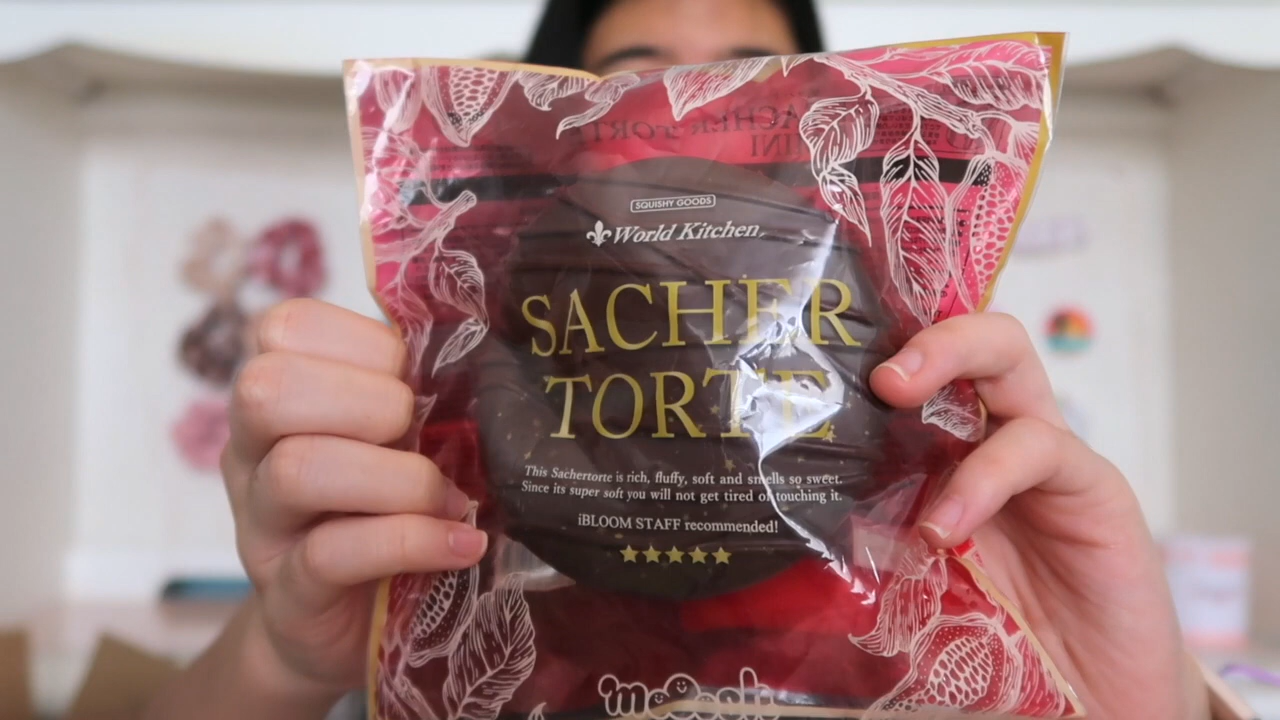 SQUISHY GOODS
World Kitchen
SACHER
TORTE
This Sachertorte is rich, fluffy, soft and smells so sweet.
Since its super soft you will not get tired of touching it.
iBLOOM STAFF recommended!